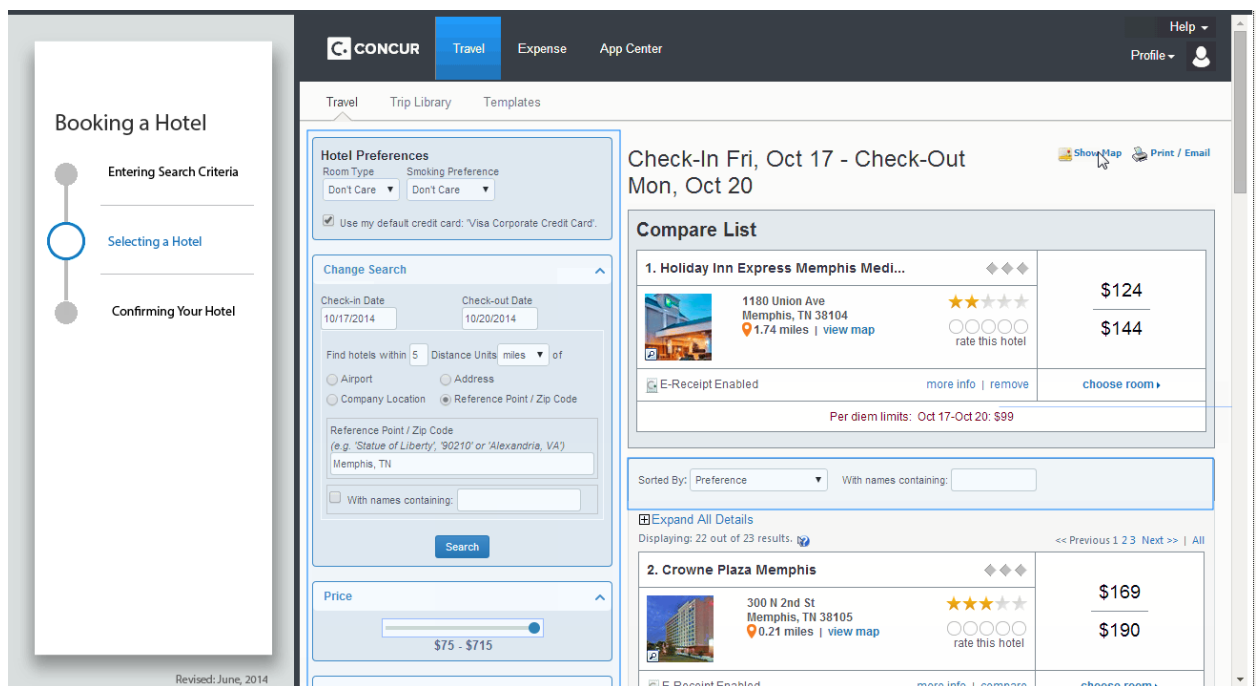 Booking a Hotel
Entering Search Criteria
Selecting a Hotel
Confirming Your Hotel
Revised: June, 2014
C. CONCUR
Travel
Expense
App Center
Help
Profile
Travel
Trip Library
Templates
Hotel Preferences
Room Type Smoking Preference
Don't Care Don't Care
Use my default credit card: 'Visa Corporate Credit Card'.
Change Search
Check-in Date Check-out Date
10/17/2014 10/20/2014
Find hotels within 5 Distance Units miles of
Airport Address
Company Location Reference Point / Zip Code
Reference Point / Zip Code
(e.g. 'Statue of Liberty', '90210' or 'Alexandria, VA')
Memphis, TN
With names containing:
Search
Price
$75 - $715
Check-In Fri, Oct 17 - Check-Out
Mon, Oct 20
Show Map Print / Email
Compare List
1. Holiday Inn Express Memphis Medi...
1180 Union Ave
Memphis, TN 38104
1.74 miles | view map
rate this hotel
$124
$144
E-Receipt Enabled
more info | remove
choose room
Per diem limits: Oct 17-Oct 20: $99
Sorted By: Preference With names containing:
Expand All Details
Displaying: 22 out of 23 results.
<< Previous 1 2 3 Next >> | All
2. Crowne Plaza Memphis
300 N 2nd St
Memphis, TN 38105
0.21 miles | view map
rate this hotel
$169
$190
E-Receipt Enabled
more info | compare
choose room